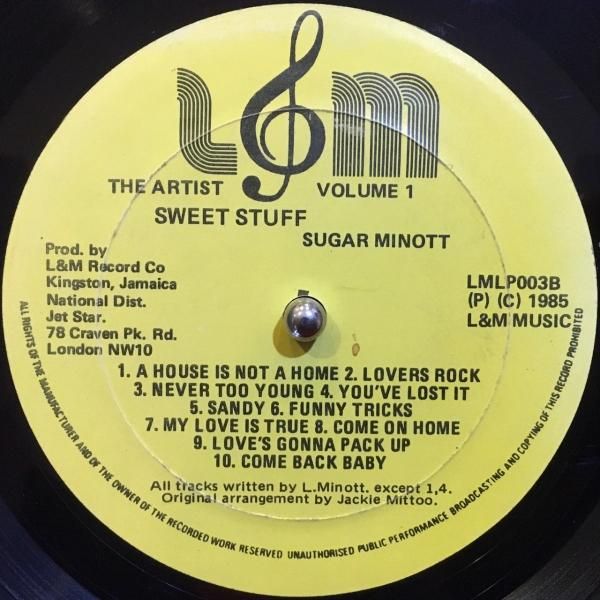 L&M
THE ARTIST VOLUME 1
SWEET STUFF
SUGAR MINOTT
Prod. by
L&M Record Co
Kingston, Jamaica
National Dist.
Jet Star.
78 Craven Pk. Rd.
London NW10
LMLP003B
(P) (C) 1985
L&M MUSIC
1. A HOUSE IS NOT A HOME 2. LOVERS ROCK
3. NEVER TOO YOUNG 4. YOU'VE LOST IT
5. SANDY 6. FUNNY TRICKS
7. MY LOVE IS TRUE 8. COME ON HOME
9. LOVE'S GONNA PACK UP
10. COME BACK BABY
All tracks written by L.Minott. except 1,4.
Original arrangement by Jackie Mittoo.
ALL RIGHTS OF THE MANUFACTURER AND OF THE OWNER OF THE RECORDED WORK RESERVED UNAUTHORISED PUBLIC PERFORMANCE BROADCASTING AND COPYING OF THIS RECORD PROHIBITED